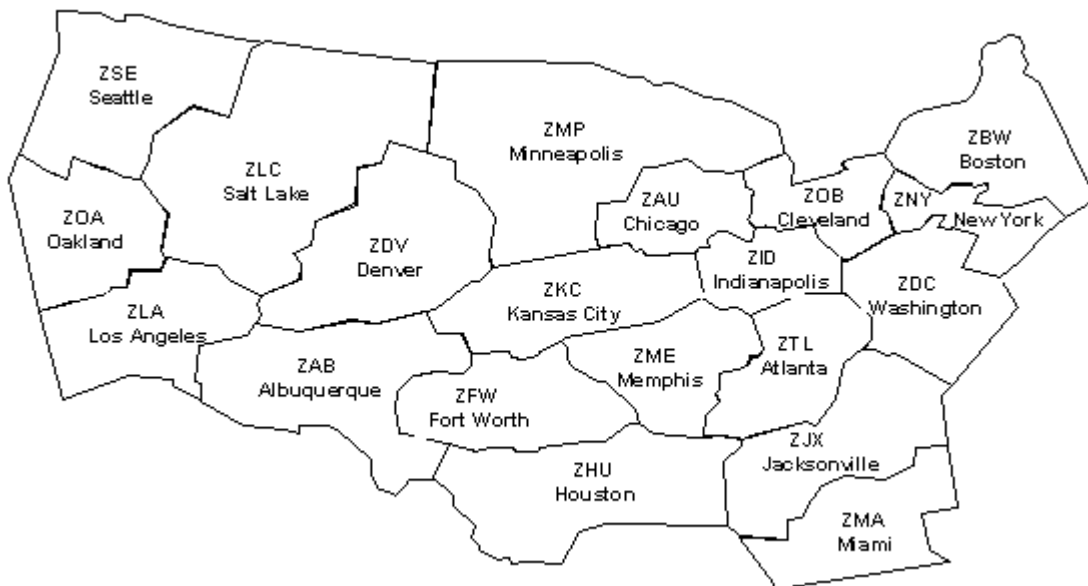 ZSE
Seattle
ZMP
Minneapolis
ZBW
Boston
ZLC
Salt Lake
ZAU
Chicago
ZOB
Cleveland
ZNY
New York
ZOA
Oakland
ZDV
Denver
ZID
Indianapolis
ZDC
Washington
ZLA
Los Angeles
ZKC
Kansas City
ZAB
Albuquerque
ZME
Memphis
ZTL
Atlanta
ZFW
Fort Worth
ZJX
Jacksonville
ZHU
Houston
ZMA
Miami